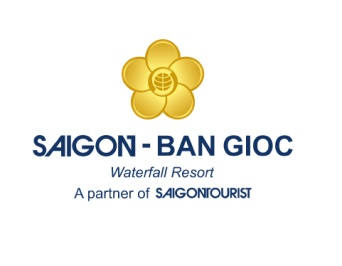 SAIGON - BAN GIOC
Waterfall Resort
A partner of SAIGONTOURIST